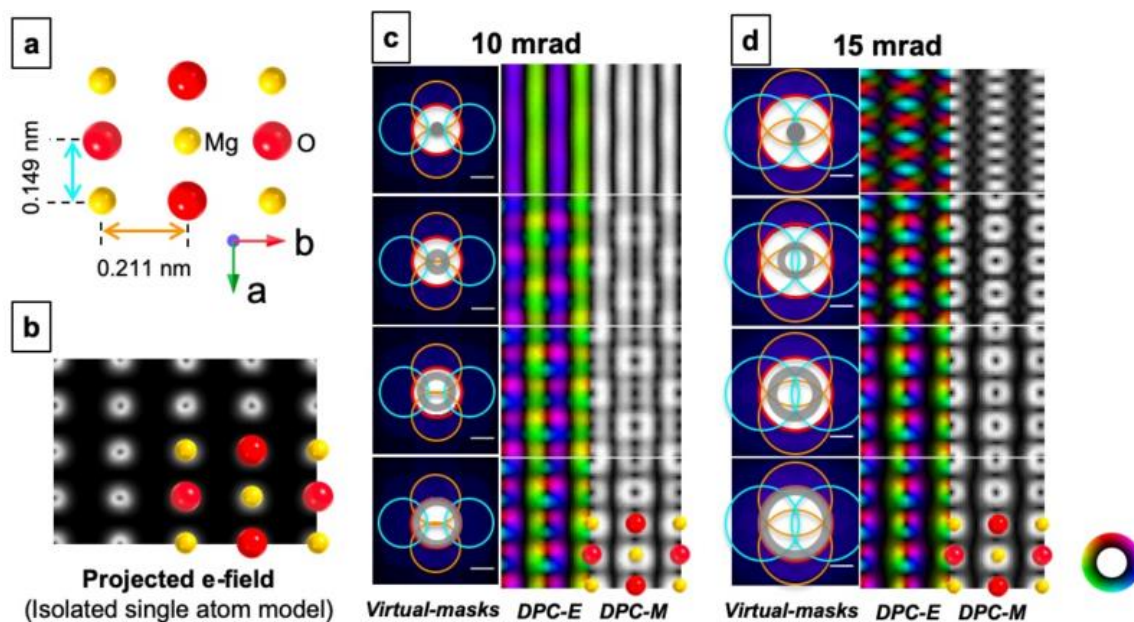 a
Mg
O
0.149 nm
0.211 nm
b
a
b
Projected e-field
(Isolated single atom model)
c
10 mrad
Virtual-masks DPC-E DPC-M
d
15 mrad
Virtual-masks DPC-E DPC-M